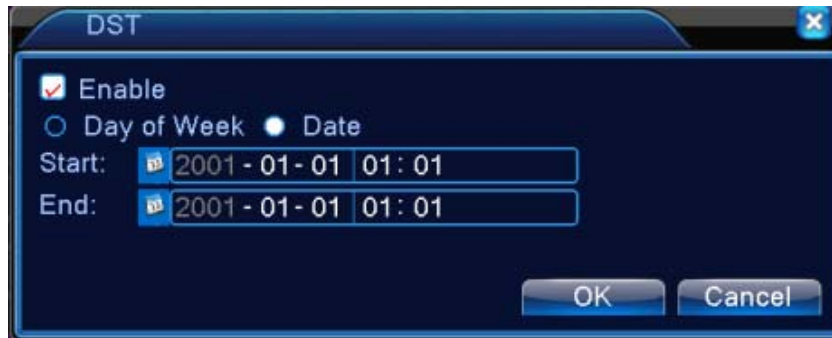 DST
Enable
Day of Week Date
Start: 2001 - 01 - 01 01 : 01
End: 2001 - 01 - 01 01 : 01
OK Cancel